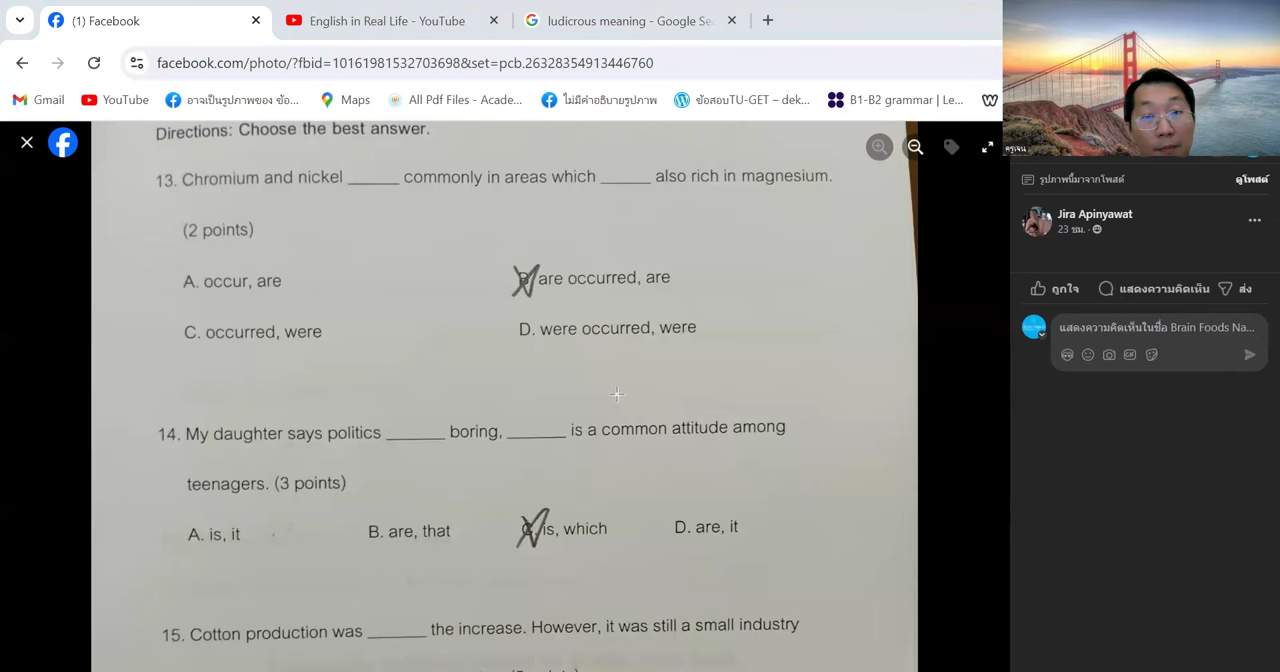 (1) Facebook
English in Real Life - YouTube
ludicrous meaning - Google Se
facebook.com/photo/?fbid=10161981532703698&set=pcb.26328354913446760
Gmail
YouTube
อาจเป็นรูปภาพของ ข้อ...
Maps
All Pdf Files - Acade...
ไม่มีคำอธิบายรูปภาพ
ข้อสอบTU-GET – dek...
B1-B2 grammar | Le...
ครูเจน
Directions: Choose the best answer.
13. Chromium and nickel ______ commonly in areas which ______ also rich in magnesium.
(2 points)
A. occur, are
B. are occurred, are
C. occurred, were
D. were occurred, were
14. My daughter says politics ______ boring, ______ is a common attitude among
teenagers. (3 points)
A. is, it
B. are, that
C. is, which
D. are, it
15. Cotton production was ______ the increase. However, it was still a small industry
รูปภาพนี้มาจากโพสต์
ดูโพสต์
Jira Apinyawat
23 ชม.
ถูกใจ
แสดงความคิดเห็น
ส่ง
แสดงความคิดเห็นในชื่อ Brain Foods Na...